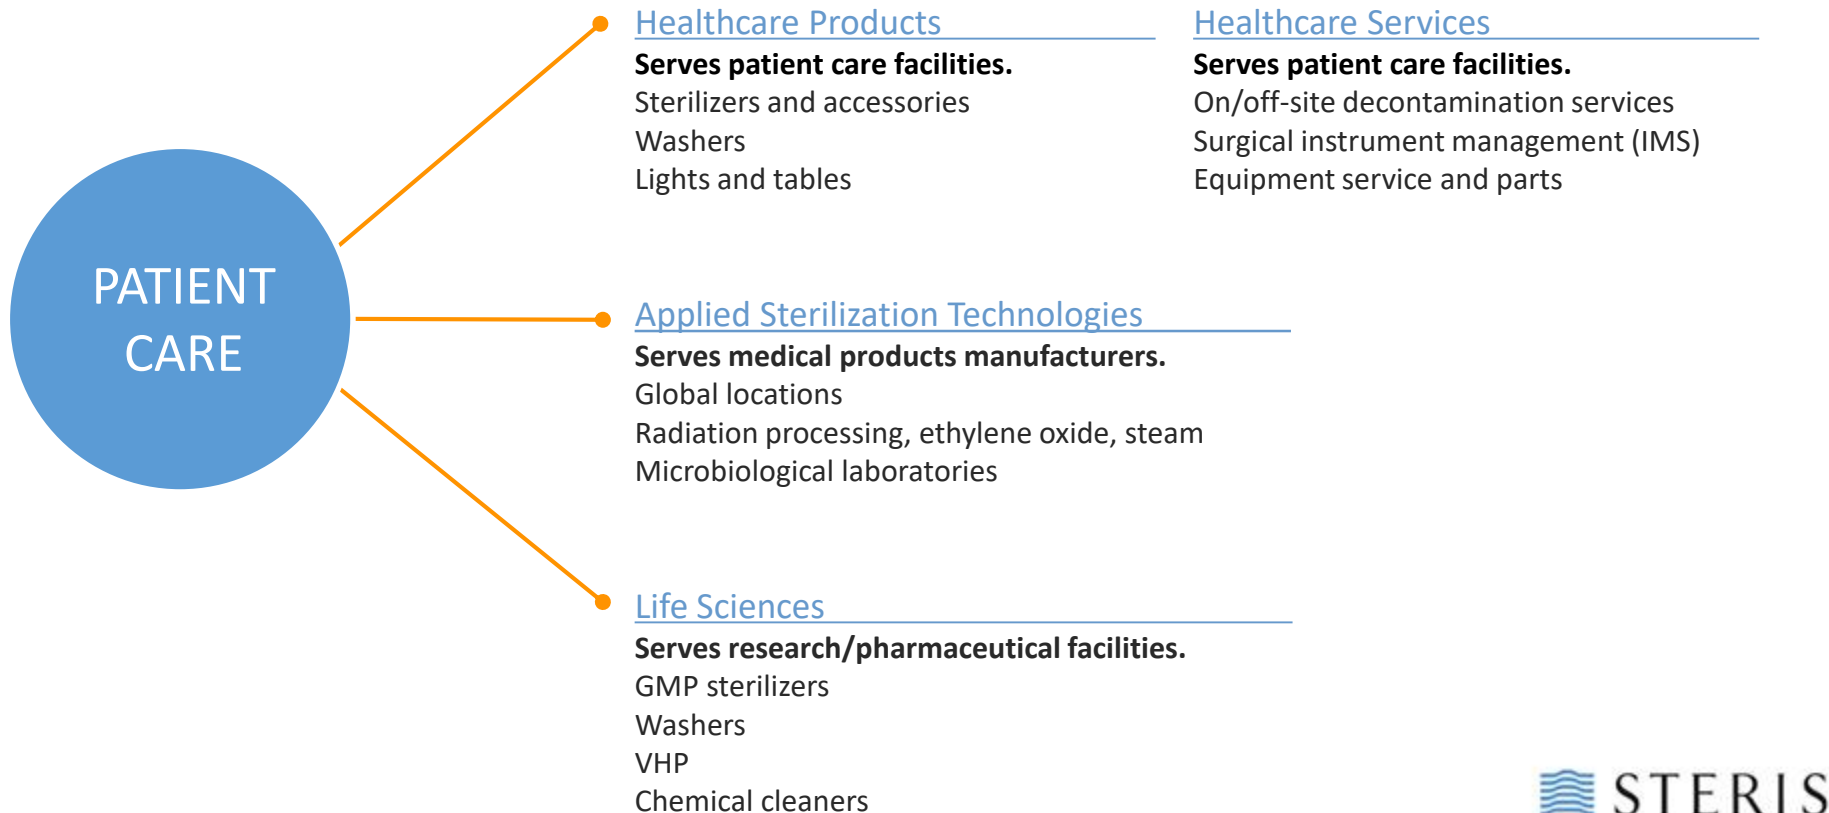 PATIENT
CARE
Healthcare Products
Serves patient care facilities.
Sterilizers and accessories
Washers
Lights and tables
Healthcare Services
Serves patient care facilities.
On/off-site decontamination services
Surgical instrument management (IMS)
Equipment service and parts
Applied Sterilization Technologies
Serves medical products manufacturers.
Global locations
Radiation processing, ethylene oxide, steam
Microbiological laboratories
Life Sciences
Serves research/pharmaceutical facilities.
GMP sterilizers
Washers
VHP
Chemical cleaners
STERIS